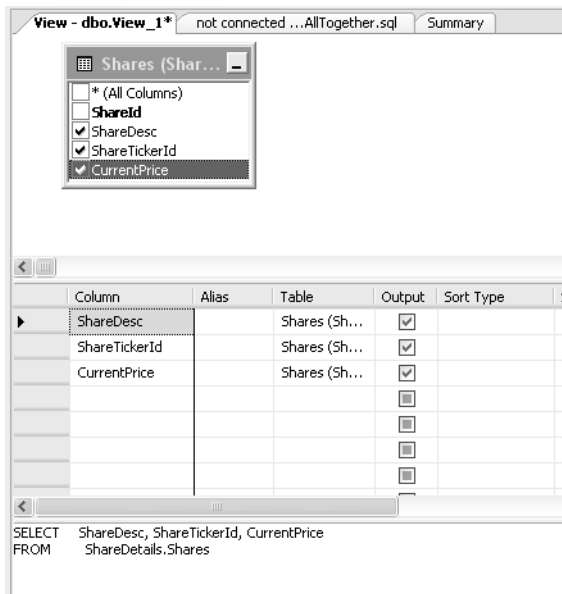 View - dbo.View_1* not connected ...AllTogether.sql Summary
Shares (Shar...
* (All Columns)
ShareId
ShareDesc
ShareTickerId
CurrentPrice
Column Alias Table Output Sort Type
ShareDesc Shares (Sh...
ShareTickerId Shares (Sh...
CurrentPrice Shares (Sh...
SELECT ShareDesc, ShareTickerId, CurrentPrice
FROM ShareDetails.Shares